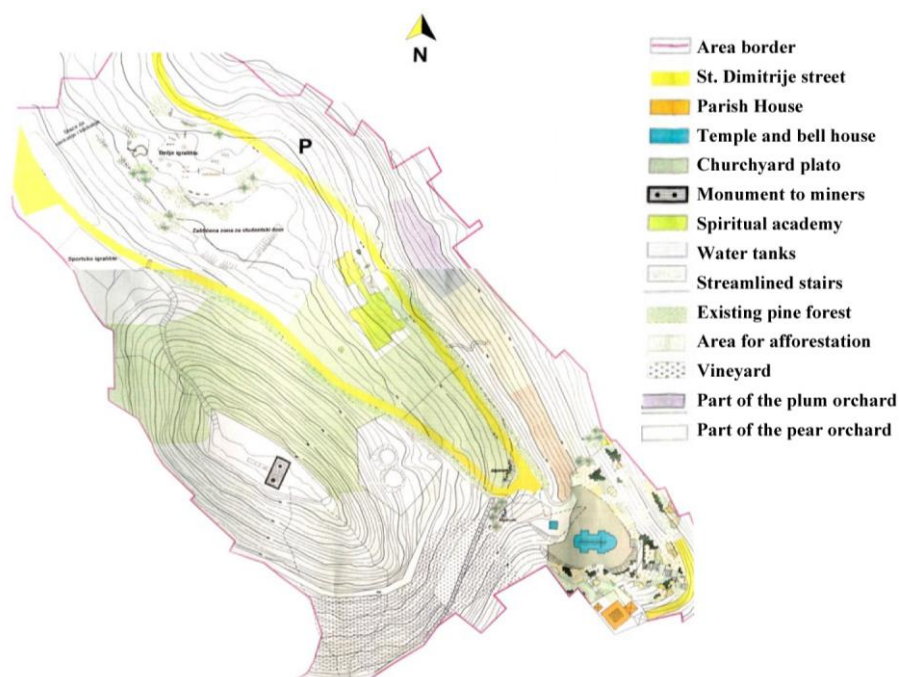 N
P
Sportsko igralište
Area border
St. Dimitrije street
Parish House
Temple and bell house
Churchyard plato
Monument to miners
Spiritual academy
Water tanks
Streamlined stairs
Existing pine forest
Area for afforestation
Vineyard
Part of the plum orchard
Part of the pear orchard